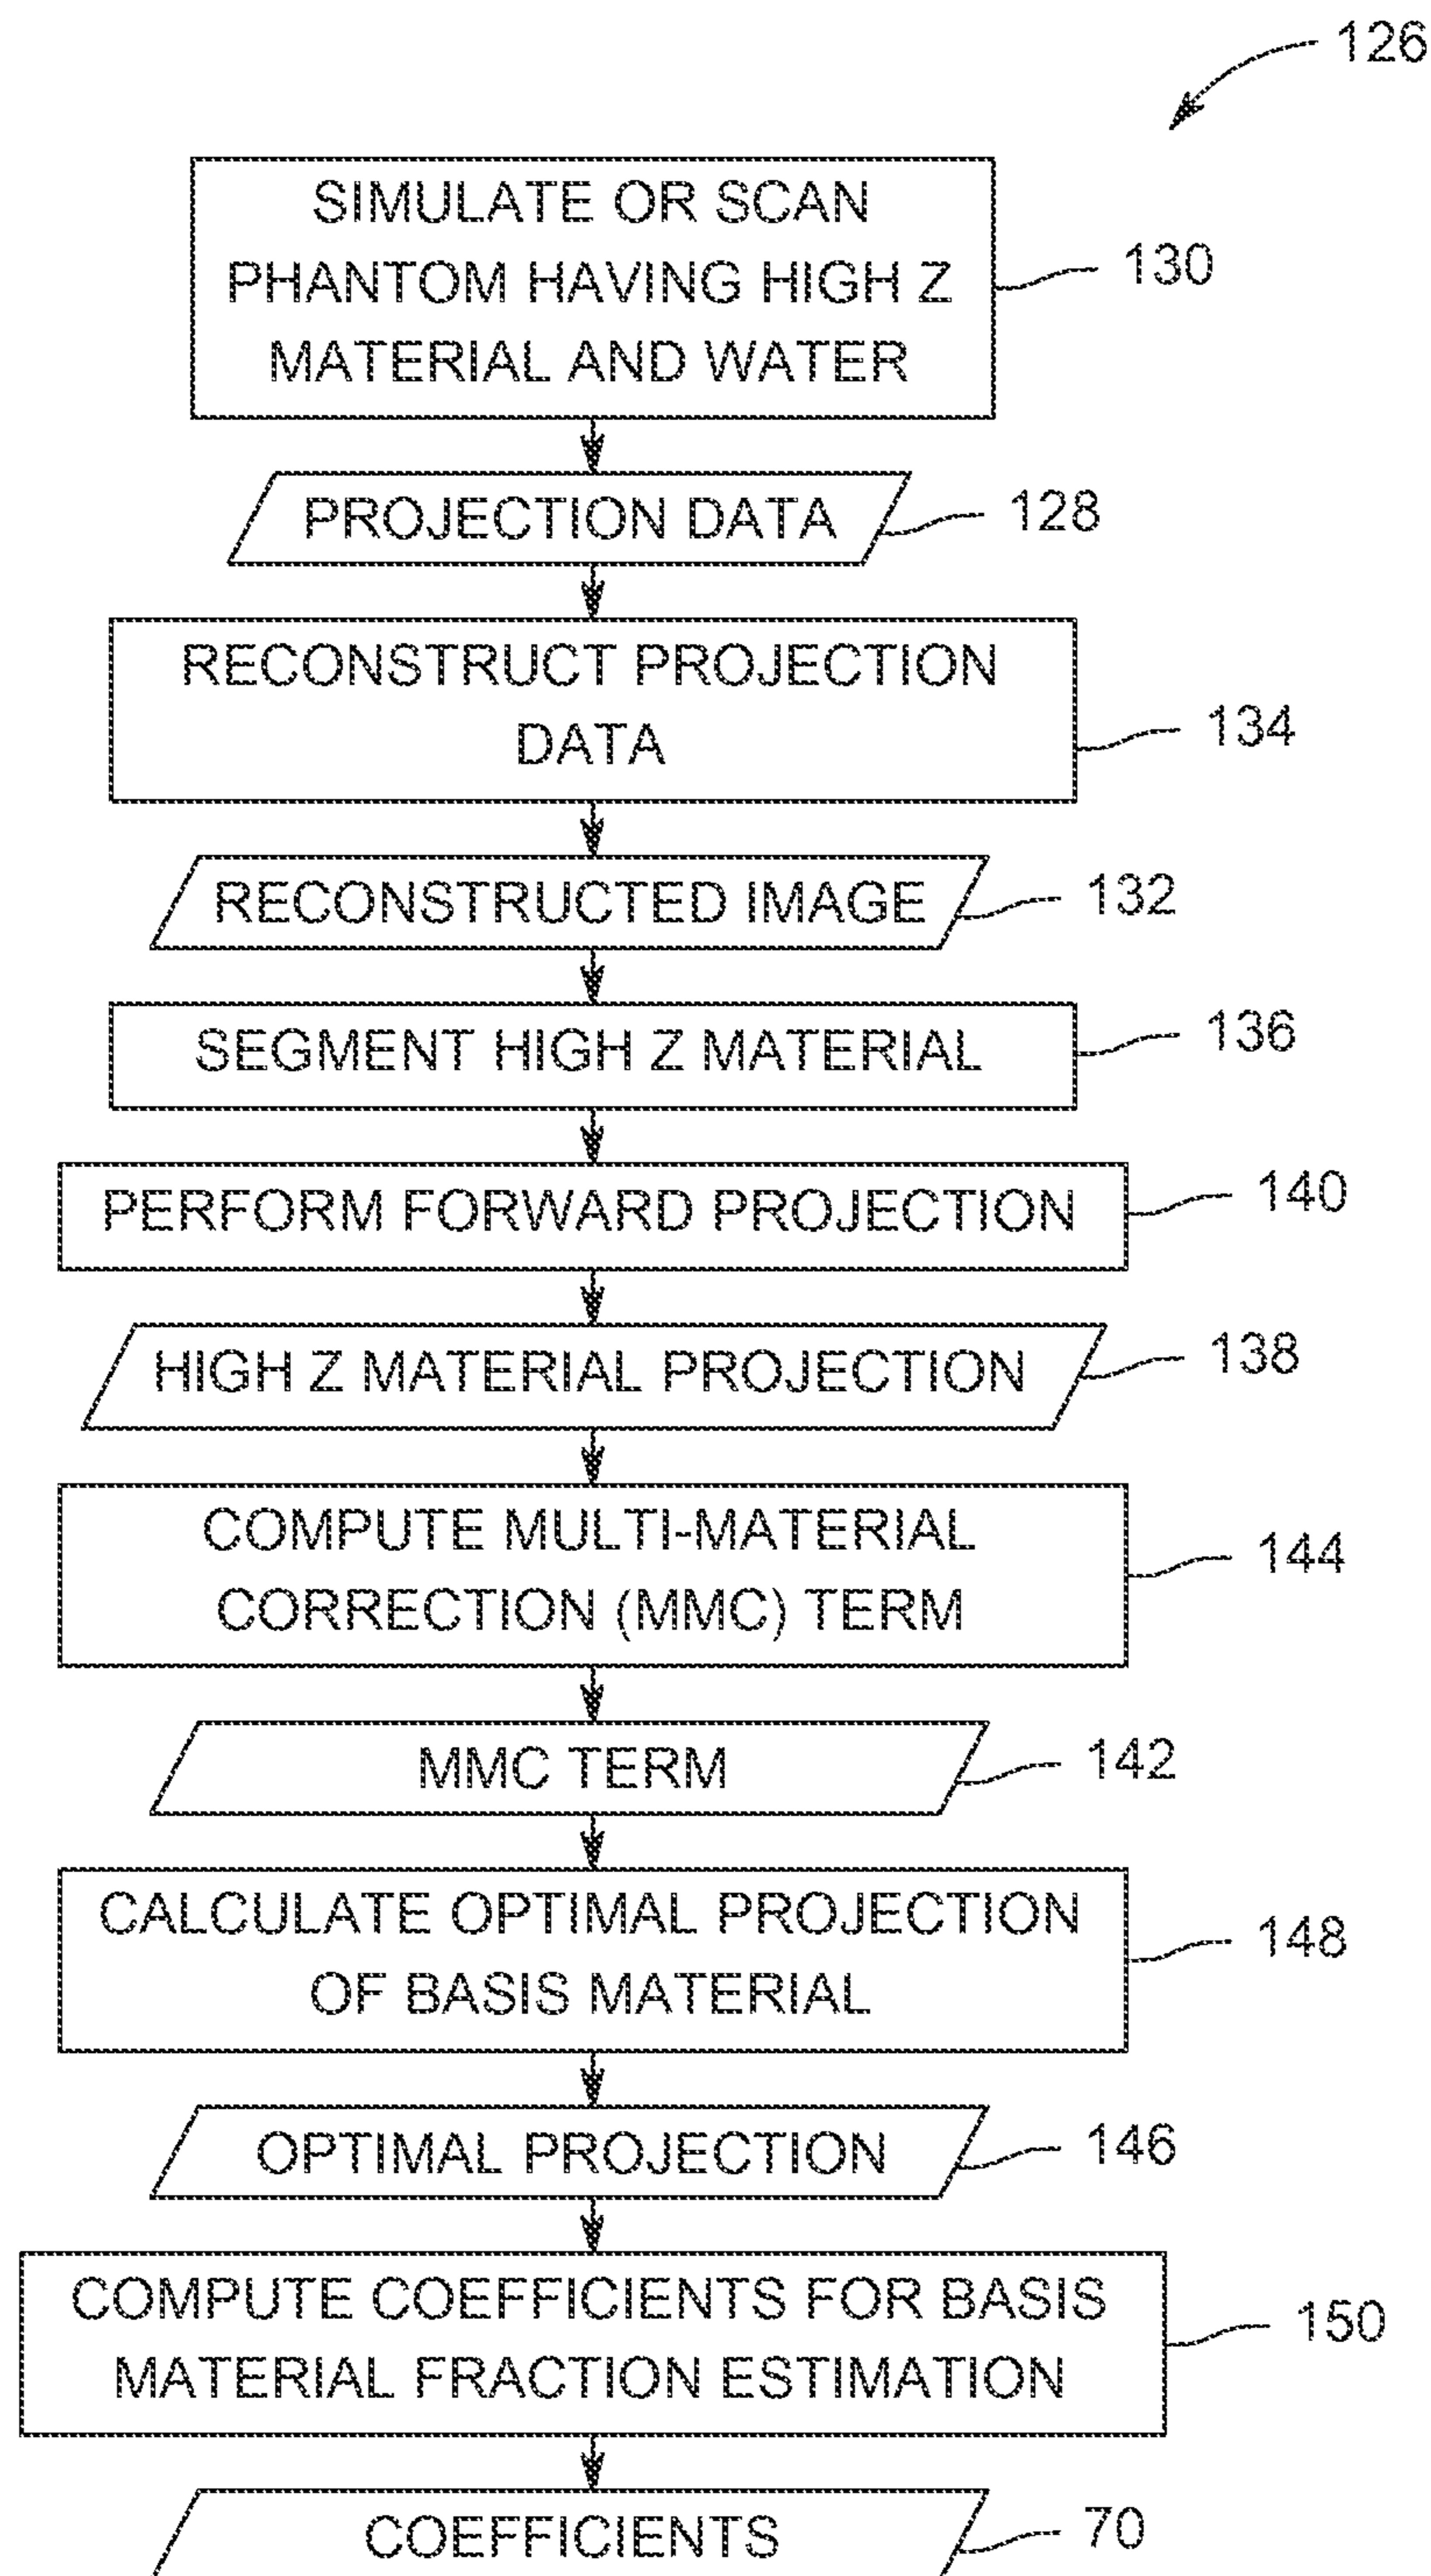 126
SIMULATE OR SCAN
PHANTOM HAVING HIGH Z
MATERIAL AND WATER
130
PROJECTION DATA
128
RECONSTRUCT PROJECTION
DATA
134
RECONSTRUCTED IMAGE
132
SEGMENT HIGH Z MATERIAL
136
PERFORM FORWARD PROJECTION
140
HIGH Z MATERIAL PROJECTION
138
COMPUTE MULTI-MATERIAL
CORRECTION (MMC) TERM
144
MMC TERM
142
CALCULATE OPTIMAL PROJECTION
OF BASIS MATERIAL
148
OPTIMAL PROJECTION
146
COMPUTE COEFFICIENTS FOR BASIS
MATERIAL FRACTION ESTIMATION
150
COEFFICIENTS
70